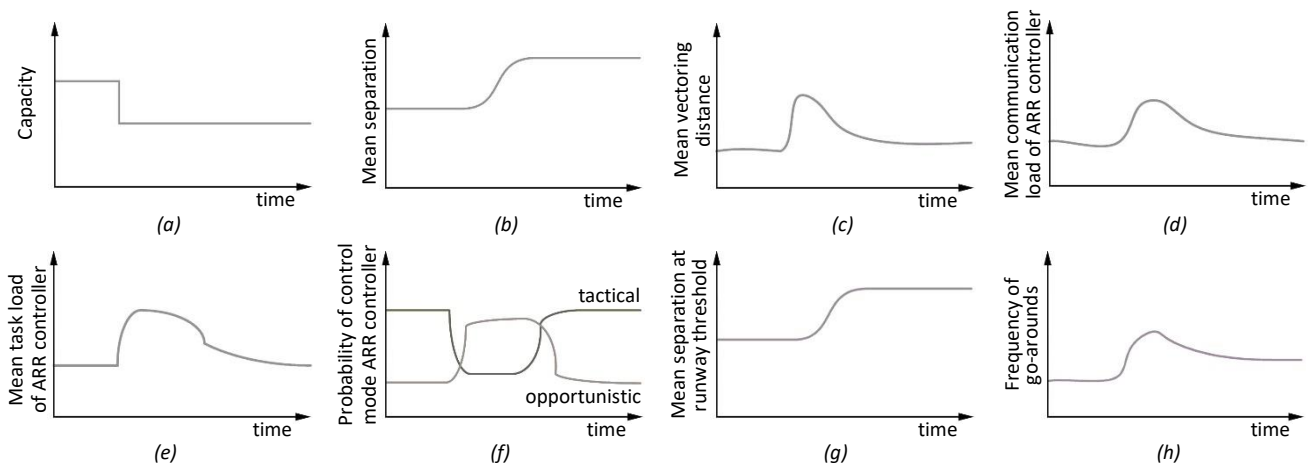 Capacity
time
(a)
Mean separation
time
(b)
Mean vectoring
distance
time
(c)
Mean communication
load of ARR controller
time
(d)
Mean task load
of ARR controller
time
(e)
Probability of control
mode ARR controller
tactical
opportunistic
time
(f)
Mean separation at
runway threshold
time
(g)
Frequency of
go-arounds
time
(h)